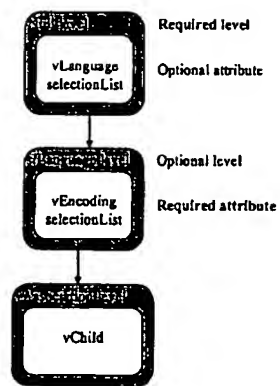 Required level
vLanguage
selectionList
Optional attribute
Optional level
vEncoding
selectionList
Required attribute
vChild